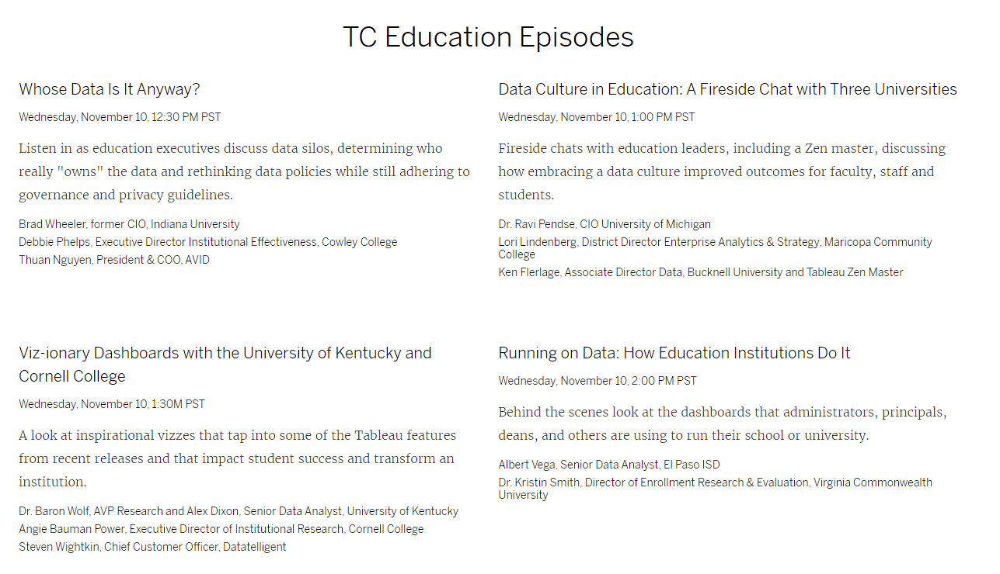 TC Education Episodes
Whose Data Is It Anyway?
Wednesday, November 10, 12:30 PM PST
Listen in as education executives discuss data silos, determining who
really "owns" the data and rethinking data policies while still adhering to
governance and privacy guidelines.
Brad Wheeler, former CIO, Indiana University
Debbie Phelps, Executive Director Institutional Effectiveness, Cowley College
Thuan Nguyen, President & COO, AVID
Data Culture in Education: A Fireside Chat with Three Universities
Wednesday, November 10, 1:00 PM PST
Fireside chats with education leaders, including a Zen master, discussing
how embracing a data culture improved outcomes for faculty, staff and
students.
Dr. Ravi Pendse, CIO University of Michigan
Lori Lindenberg, District Director Enterprise Analytics & Strategy, Maricopa Community
College
Ken Flerlage, Associate Director Data, Bucknell University and Tableau Zen Master
Viz-ionary Dashboards with the University of Kentucky and
Cornell College
Wednesday, November 10, 1:30M PST
A look at inspirational vizzes that tap into some of the Tableau features
from recent releases and that impact student success and transform an
institution.
Dr. Baron Wolf, AVP Research and Alex Dixon, Senior Data Analyst, University of Kentucky
Angie Bauman Power, Executive Director of Institutional Research, Cornell College
Steven Wightkin, Chief Customer Officer, Datatelligent
Running on Data: How Education Institutions Do It
Wednesday, November 10, 2:00 PM PST
Behind the scenes look at the dashboards that administrators, principals,
deans, and others are using to run their school or university.
Albert Vega, Senior Data Analyst, El Paso ISD
Dr. Kristin Smith, Director of Enrollment Research & Evaluation, Virginia Commonwealth
University